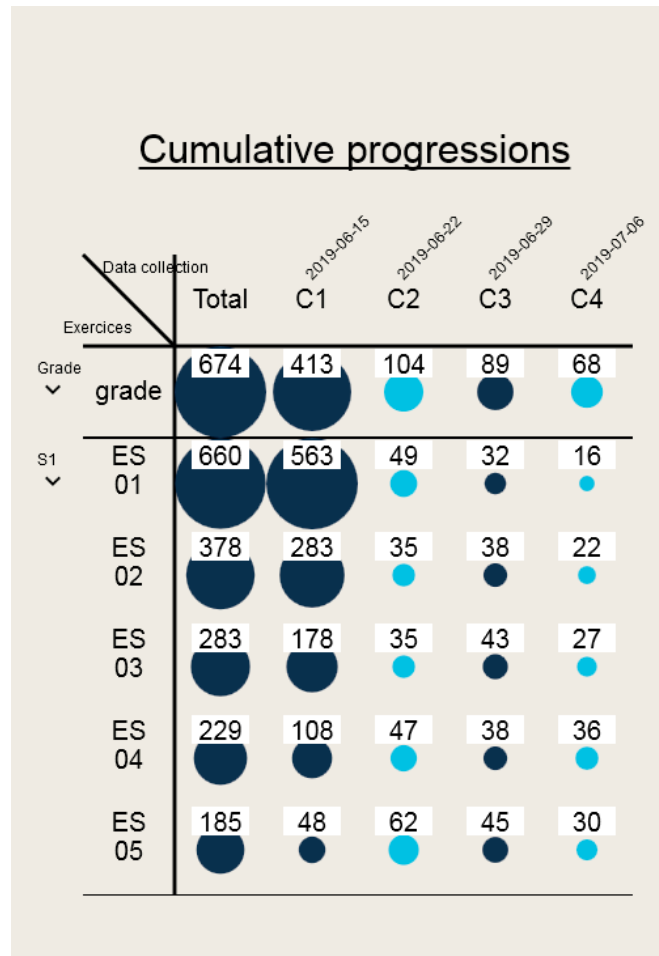 Cumulative progressions
2019-06-15 2019-06-22 2019-06-29 2019-07-06
Data collection
Total C1 C2 C3 C4
Exercices
Grade
grade 674 413 104 89 68
S1
ES 01 660 563 49 32 16
ES 02 378 283 35 38 22
ES 03 283 178 35 43 27
ES 04 229 108 47 38 36
ES 05 185 48 62 45 30